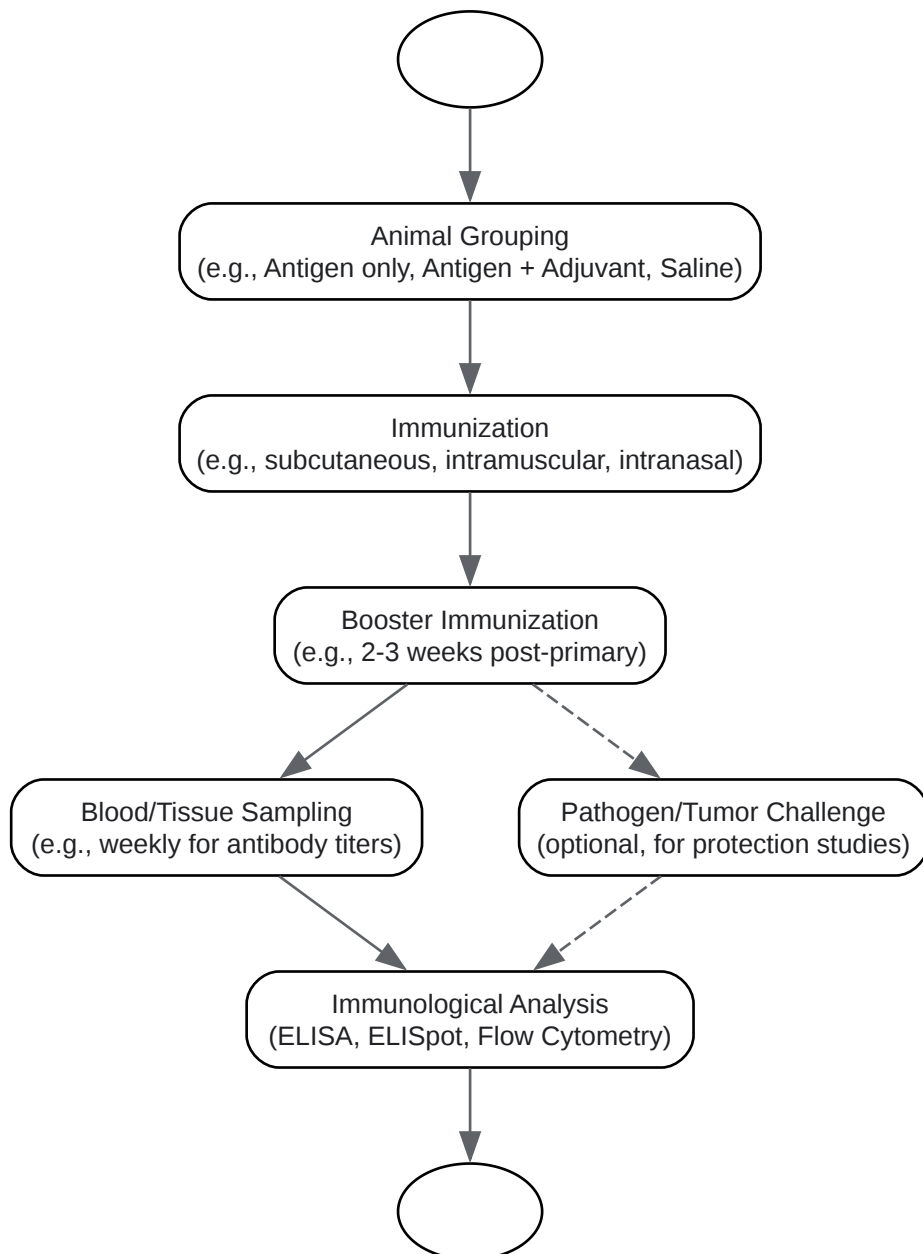 Animal Grouping
(e.g., Antigen only, Antigen + Adjuvant, Saline)
Immunization
(e.g., subcutaneous, intramuscular, intranasal)
Booster Immunization
(e.g., 2-3 weeks post-primary)
Blood/Tissue Sampling
(e.g., weekly for antibody titers)
Pathogen/Tumor Challenge
(optional, for protection studies)
Immunological Analysis
(ELISA, ELISpot, Flow Cytometry)